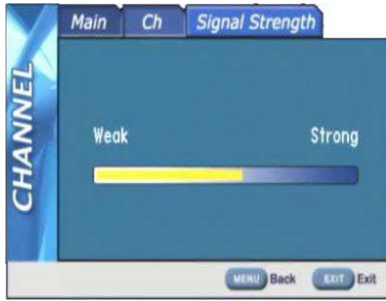 Main Ch Signal Strength
CHANNEL
Weak Strong
MENU Back EXIT Exit